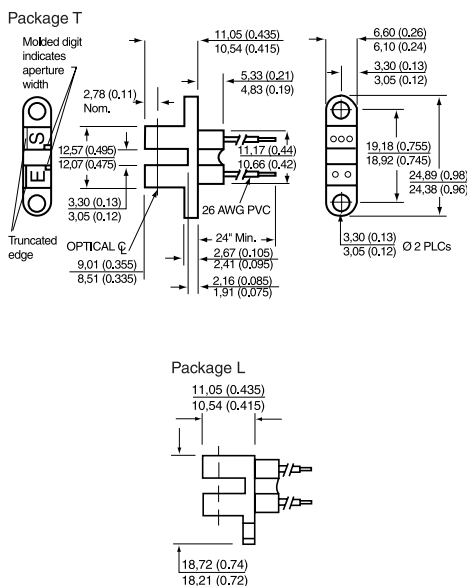 Package T
Molded digit
indicates
aperture
width
S
E
Truncated
edge
2,78 (0.11)
Nom.
12,57 (0.495)
12,07 (0.475)
3,30 (0.13)
3,05 (0.12)
OPTICAL ℄
9,01 (0.355)
8,51 (0.335)
11,05 (0.435)
10,54 (0.415)
5,33 (0.21)
4,83 (0.19)
11,17 (0.44)
10,66 (0.42)
26 AWG PVC
24" Min.
2,67 (0.105)
2,41 (0.095)
2,16 (0.085)
1,91 (0.075)
6,60 (0.26)
6,10 (0.24)
3,30 (0.13)
3,05 (0.12)
19,18 (0.755)
18,92 (0.745)
24,89 (0.98)
24,38 (0.96)
3,30 (0.13)
3,05 (0.12)
Ø 2 PLCs
Package L
11,05 (0.435)
10,54 (0.415)
18,72 (0.74)
18,21 (0.72)